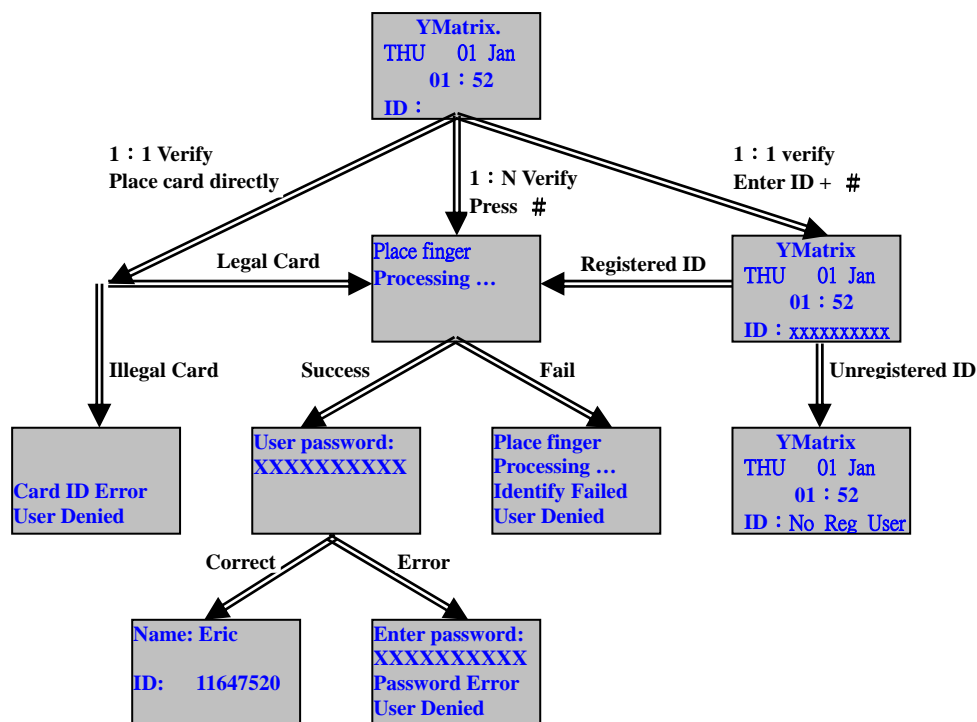 YMatrix.
THU 01 Jan
01：52
ID：
1：1 Verify
Place card directly
1：N Verify
Press ＃
1：1 verify
Enter ID + ＃
Legal Card
Place finger
Processing …
Registered ID
YMatrix
THU 01 Jan
01：52
ID：xxxxxxxxxx
Illegal Card
Success
Fail
Unregistered ID
Card ID Error
User Denied
User password:
XXXXXXXXXX
Place finger
Processing …
Identify Failed
User Denied
YMatrix
THU 01 Jan
01：52
ID：No Reg User
Correct
Error
Name: Eric
ID: 11647520
Enter password:
XXXXXXXXXX
Password Error
User Denied